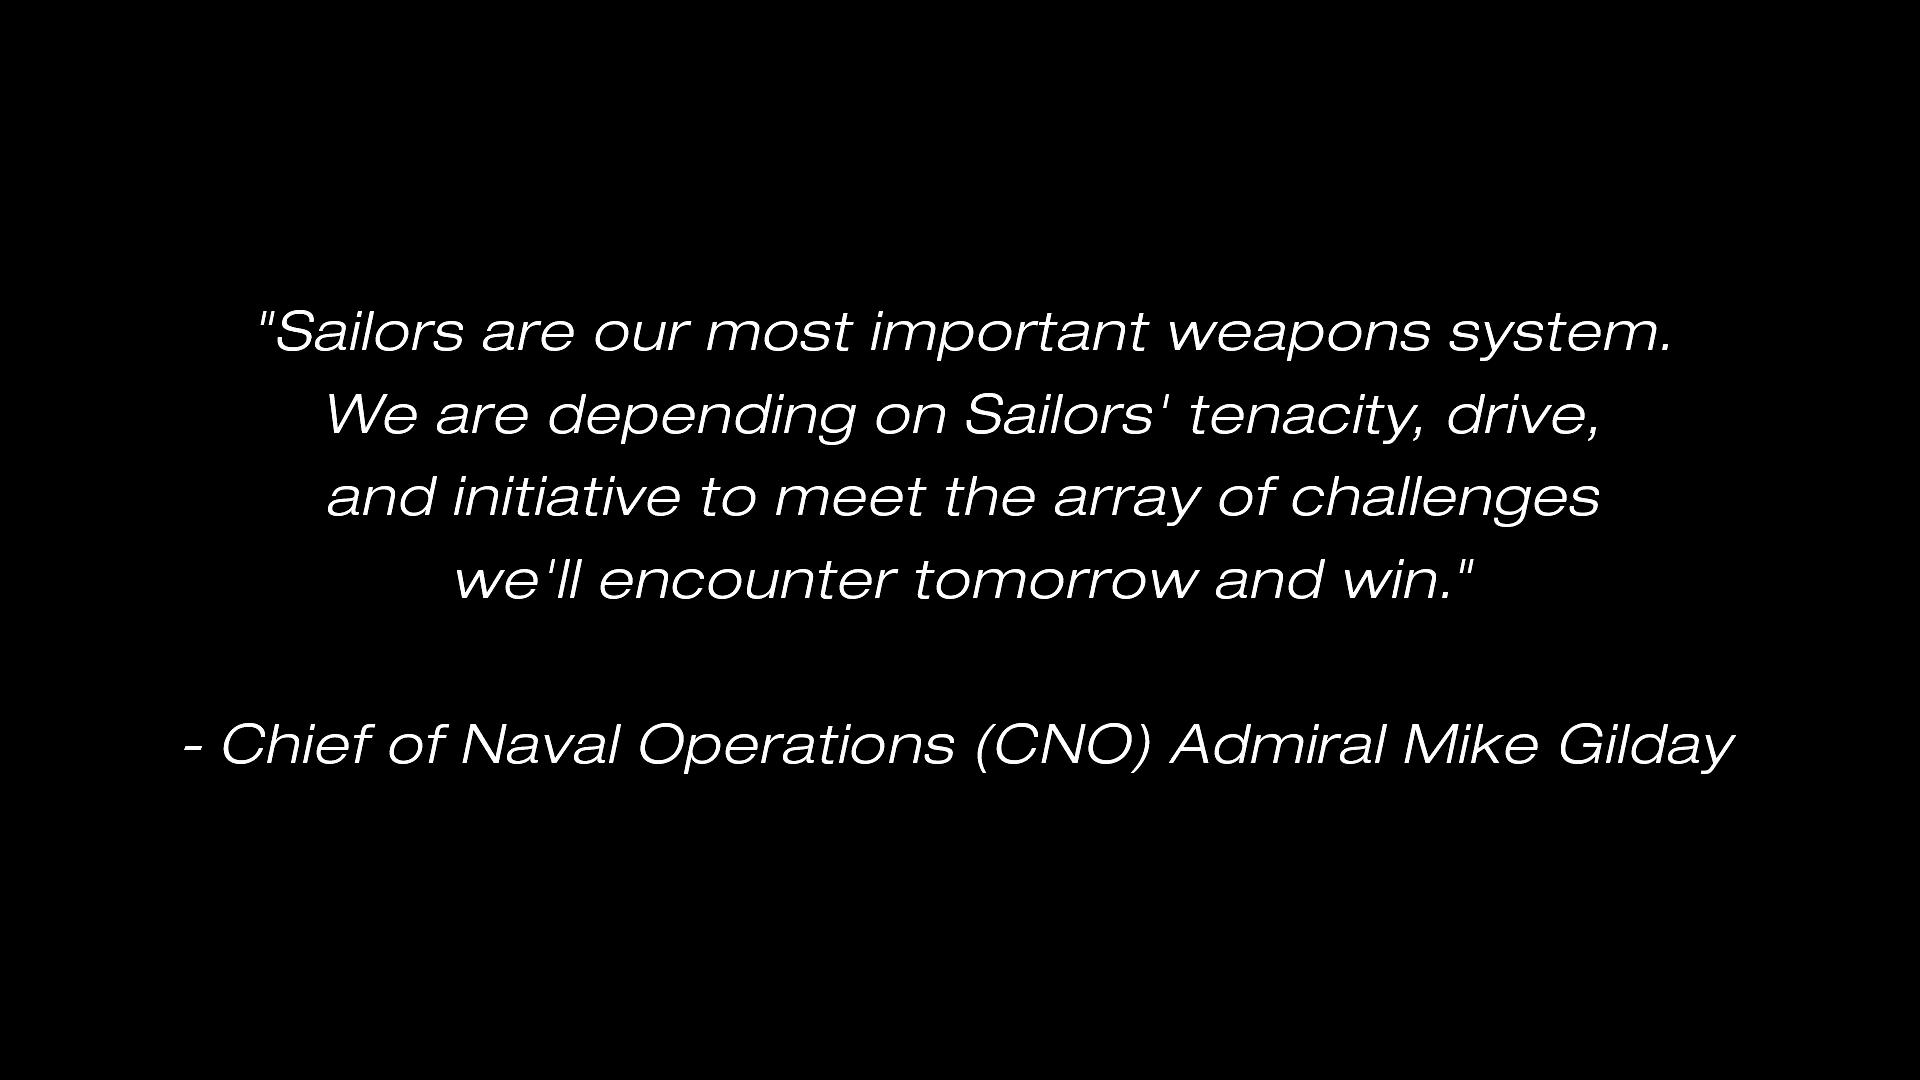 "Sailors are our most important weapons system.
We are depending on Sailors' tenacity, drive,
and initiative to meet the array of challenges
we'll encounter tomorrow and win."
- Chief of Naval Operations (CNO) Admiral Mike Gilday